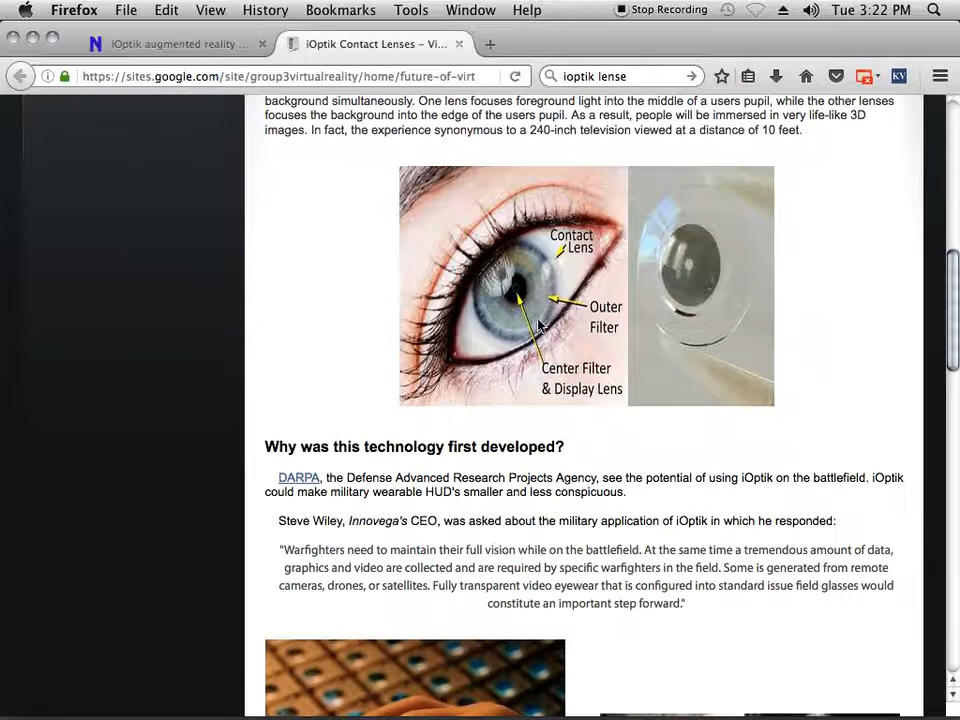 Firefox File Edit View History Bookmarks Tools Window Help Stop Recording Tue 3:22 PM
N iOptik augmented reality ... × iOptik Contact Lenses – Vi... × +
https://sites.google.com/site/group3virtualreality/home/future-of-virt ioptik lense KV
background simultaneously. One lens focuses foreground light into the middle of a users pupil, while the other lenses
focuses the background into the edge of the users pupil. As a result, people will be immersed in very life-like 3D
images. In fact, the experience synonymous to a 240-inch television viewed at a distance of 10 feet.
Contact
Lens
Outer
Filter
Center Filter
& Display Lens
Why was this technology first developed?
DARPA, the Defense Advanced Research Projects Agency, see the potential of using iOptik on the battlefield. iOptik
could make military wearable HUD's smaller and less conspicuous.
Steve Wiley, Innovega's CEO, was asked about the military application of iOptik in which he responded:
"Warfighters need to maintain their full vision while on the battlefield. At the same time a tremendous amount of data,
graphics and video are collected and are required by specific warfighters in the field. Some is generated from remote
cameras, drones, or satellites. Fully transparent video eyewear that is configured into standard issue field glasses would
constitute an important step forward."